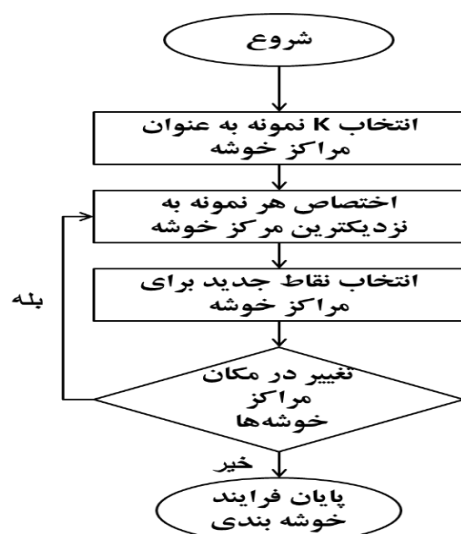 شروع
انتخاب K نمونه به عنوان
مراکز خوشه
اختصاص هر نمونه به
نزدیکترین مرکز خوشه
انتخاب نقاط جدید برای
مراکز خوشه
بله
تغییر در مکان
مراکز
خوشه‌ها
خیر
پایان فرایند
خوشه بندی